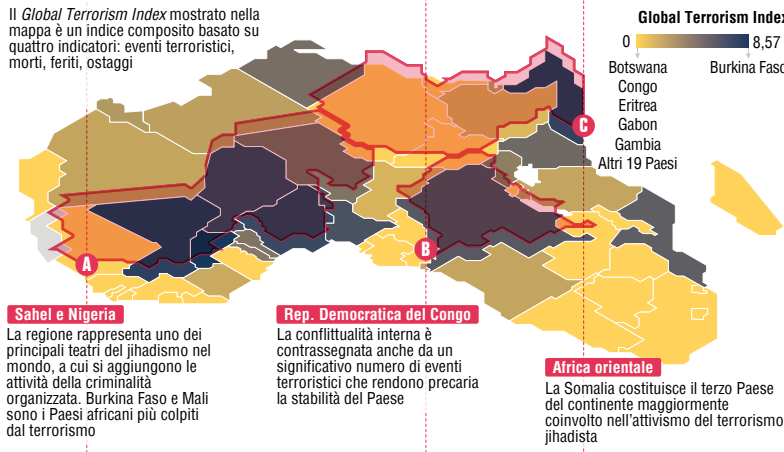 Il Global Terrorism Index mostrato nella
mappa è un indice composito basato su
quattro indicatori: eventi terroristici,
morti, feriti, ostaggi
Global Terrorism Index
0
8,57
Botswana
Congo
Eritrea
Gabon
Gambia
Altri 19 Paesi
Burkina Faso
A
B
C
Sahel e Nigeria
La regione rappresenta uno dei
principali teatri del jihadismo nel
mondo, a cui si aggiungono le
attività della criminalità
organizzata. Burkina Faso e Mali
sono i Paesi africani più colpiti
dal terrorismo
Rep. Democratica del Congo
La conflittualità interna è
contrassegnata anche da un
significativo numero di eventi
terroristici che rendono precaria
la stabilità del Paese
Africa orientale
La Somalia costituisce il terzo Paese
del continente maggiormente
coinvolto nell'attivismo del terrorismo
jihadista